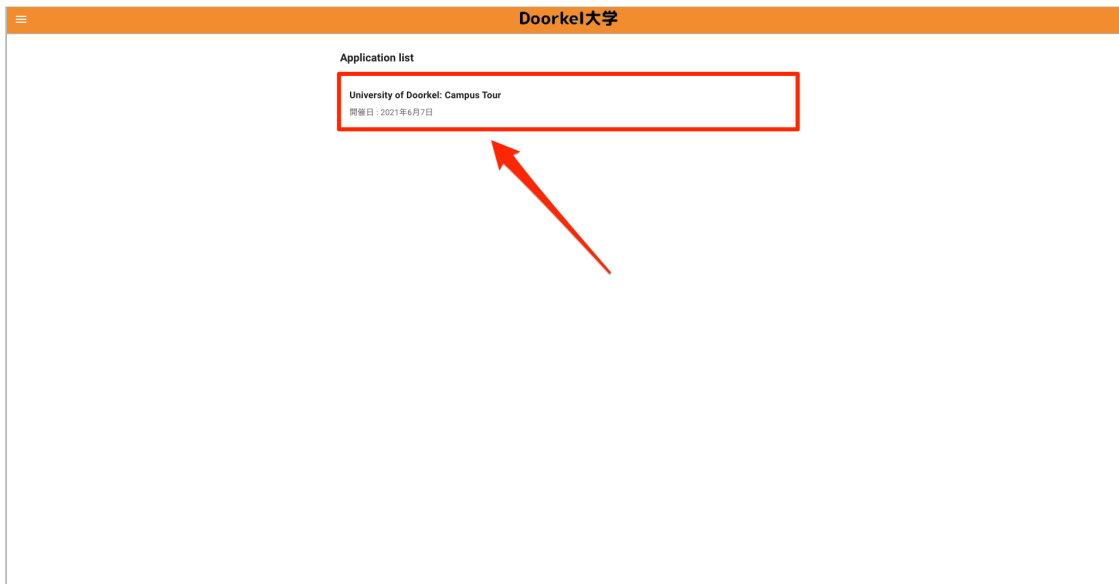 Doorkel大学
Application list
University of Doorkel: Campus Tour
開催日 : 2021年6月7日